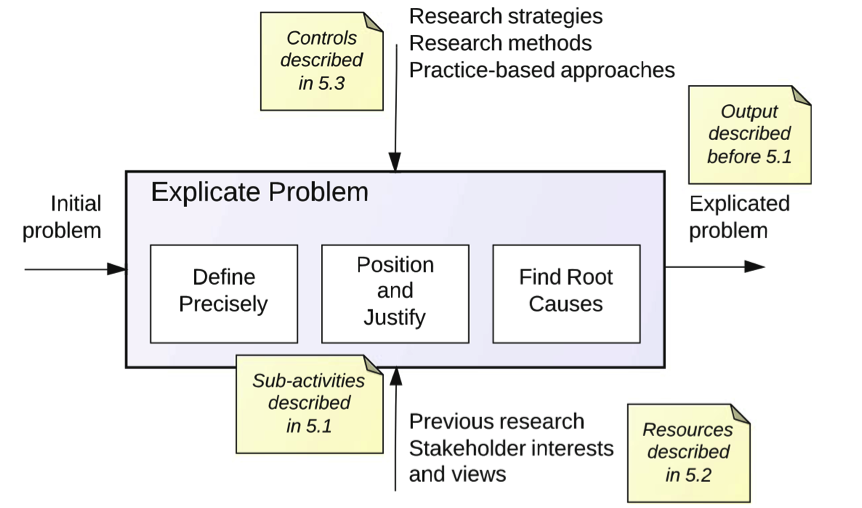 Controls
described
in 5.3
Research strategies
Research methods
Practice-based approaches
Output
described
before 5.1
Initial
problem
Explicate Problem
Explicated
problem
Define
Precisely
Position
and
Justify
Find Root
Causes
Sub-activities
described
in 5.1
Previous research
Stakeholder interests
and views
Resources
described
in 5.2